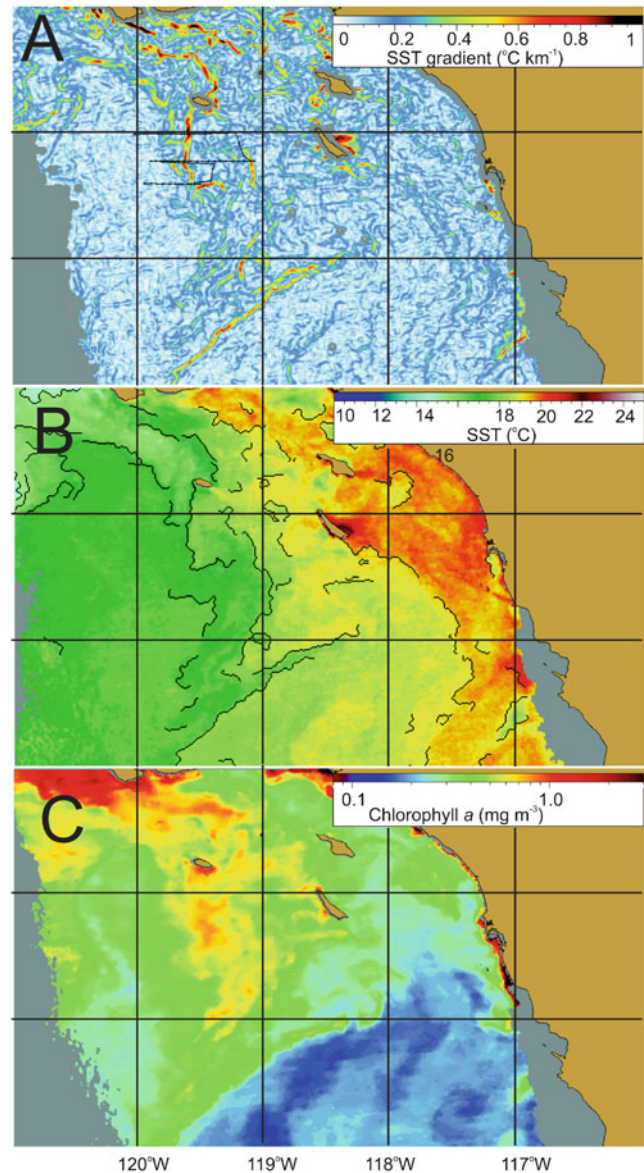 A
0 0.2 0.4 0.6 0.8 1
SST gradient (°C km⁻¹)
B
10 12 14 16 18 20 22 24
SST (°C)
C
0.1 1.0
Chlorophyll a (mg m⁻³)
120°W 119°W 118°W 117°W